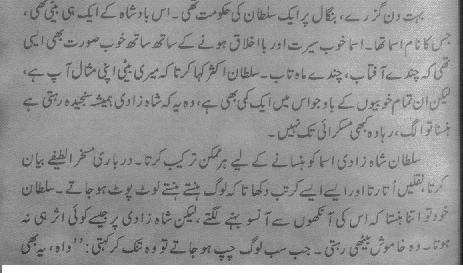 بہت دن گزرے، بنگال پر ایک سلطان کی حکومت تھی۔ اس بادشاہ کے ایک ہی بیٹی تھی،
جس کا نام اسما تھا۔ اسما خوب سیرت اور با اخلاق ہونے کے ساتھ ساتھ خوب صورت بھی ایسی
تھی کہ چندے آفتاب، چندے ماہ تاب۔ سلطان اکثر کہا کرتا کہ میری بیٹی اپنی مثال آپ ہے،
لیکن ان تمام خوبیوں کے باوجود اس میں ایک کمی بھی ہے، وہ یہ کہ شاہ زادی ہمیشہ سنجیدہ رہتی ہے
ہنسنا تو الگ، رہا وہ کبھی مسکرائی تک نہیں۔
سلطان شاہ زادی اسما کو ہنسانے کے لیے ہر ممکن ترکیب کرتا۔ درباری مسخرا لطیفے بیان
کرتا، نقلیں اُتارتا اور ایسے ایسے کرتب دکھاتا کہ لوگ ہنستے ہنستے لوٹ پوٹ ہو جاتے۔ سلطان
خود تو اتنا ہنستا کہ اس کی آنکھوں سے آنسو بہنے لگتے، لیکن شاہ زادی پر جیسے کوئی اثر ہی نہ
ہوتا۔ وہ خاموش بیٹھی رہتی۔ جب سب لوگ چپ ہو جاتے تو وہ تنک کر کہتی: ’’واہ، یہ بھی